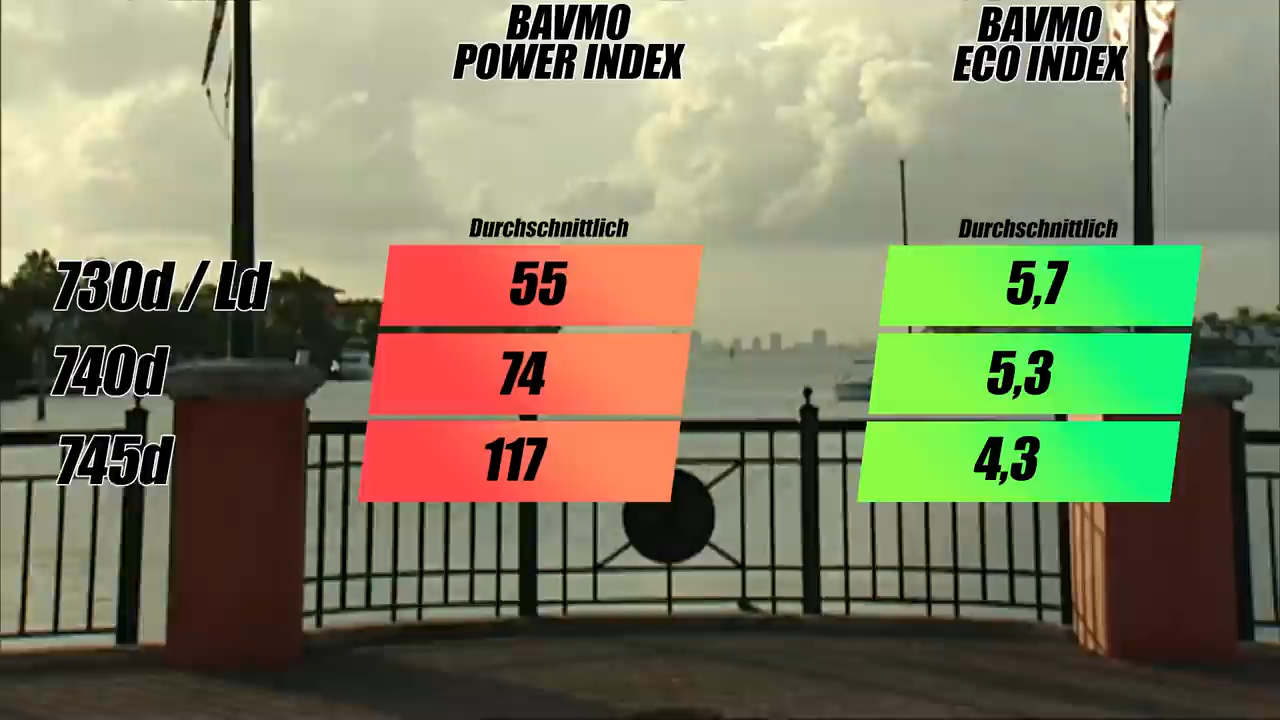 BAVMO
POWER INDEX
BAVMO
ECO INDEX
Durchschnittlich
Durchschnittlich
730d / Ld
55
5,7
740d
74
5,3
745d
117
4,3